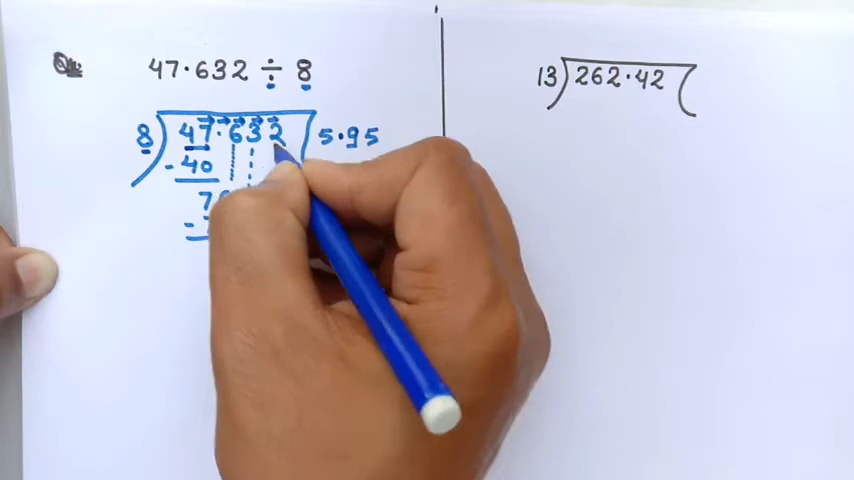 47.632 ÷ 8
8 47.632 5.95
- 40
7
-
13 262.42